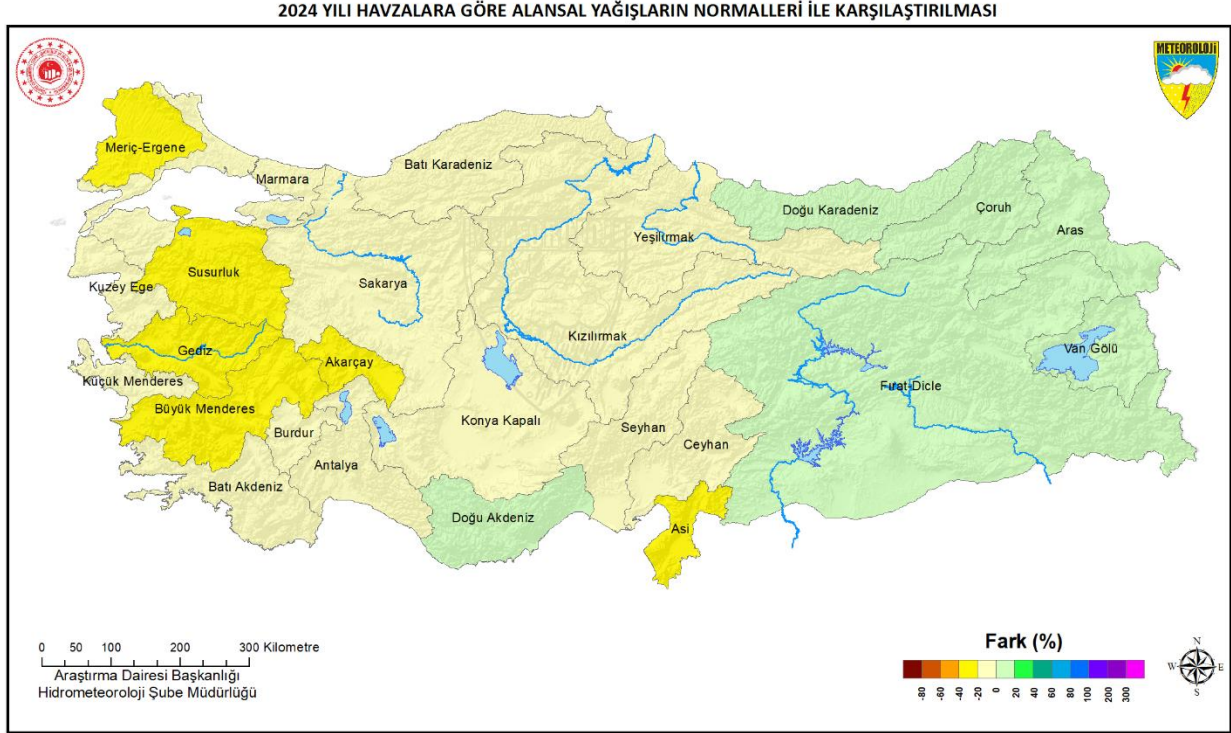 2024 YILI HAVZALARA GÖRE ALANSAL YAĞIŞLARIN NORMALLERİ İLE KARŞILAŞTIRILMASI
METEOROLOJİ
Meriç-Ergene
Marmara
Batı Karadeniz
Doğu Karadeniz
Çoruh
Aras
Yeşilırmak
Susurluk
Kuzey Ege
Sakarya
Kızılırmak
Gediz
Akarçay
Van Gölü
Küçük Menderes
Fırat-Dicle
Büyük Menderes
Burdur
Konya Kapalı
Seyhan
Ceyhan
Antalya
Batı Akdeniz
Doğu Akdeniz
Asi
0 50 100 200 300 Kilometre
Araştırma Dairesi Başkanlığı
Hidrometeoroloji Şube Müdürlüğü
Fark (%)
-80 -60 -40 -20 0 20 40 60 80 100 200 300
N
W E
S